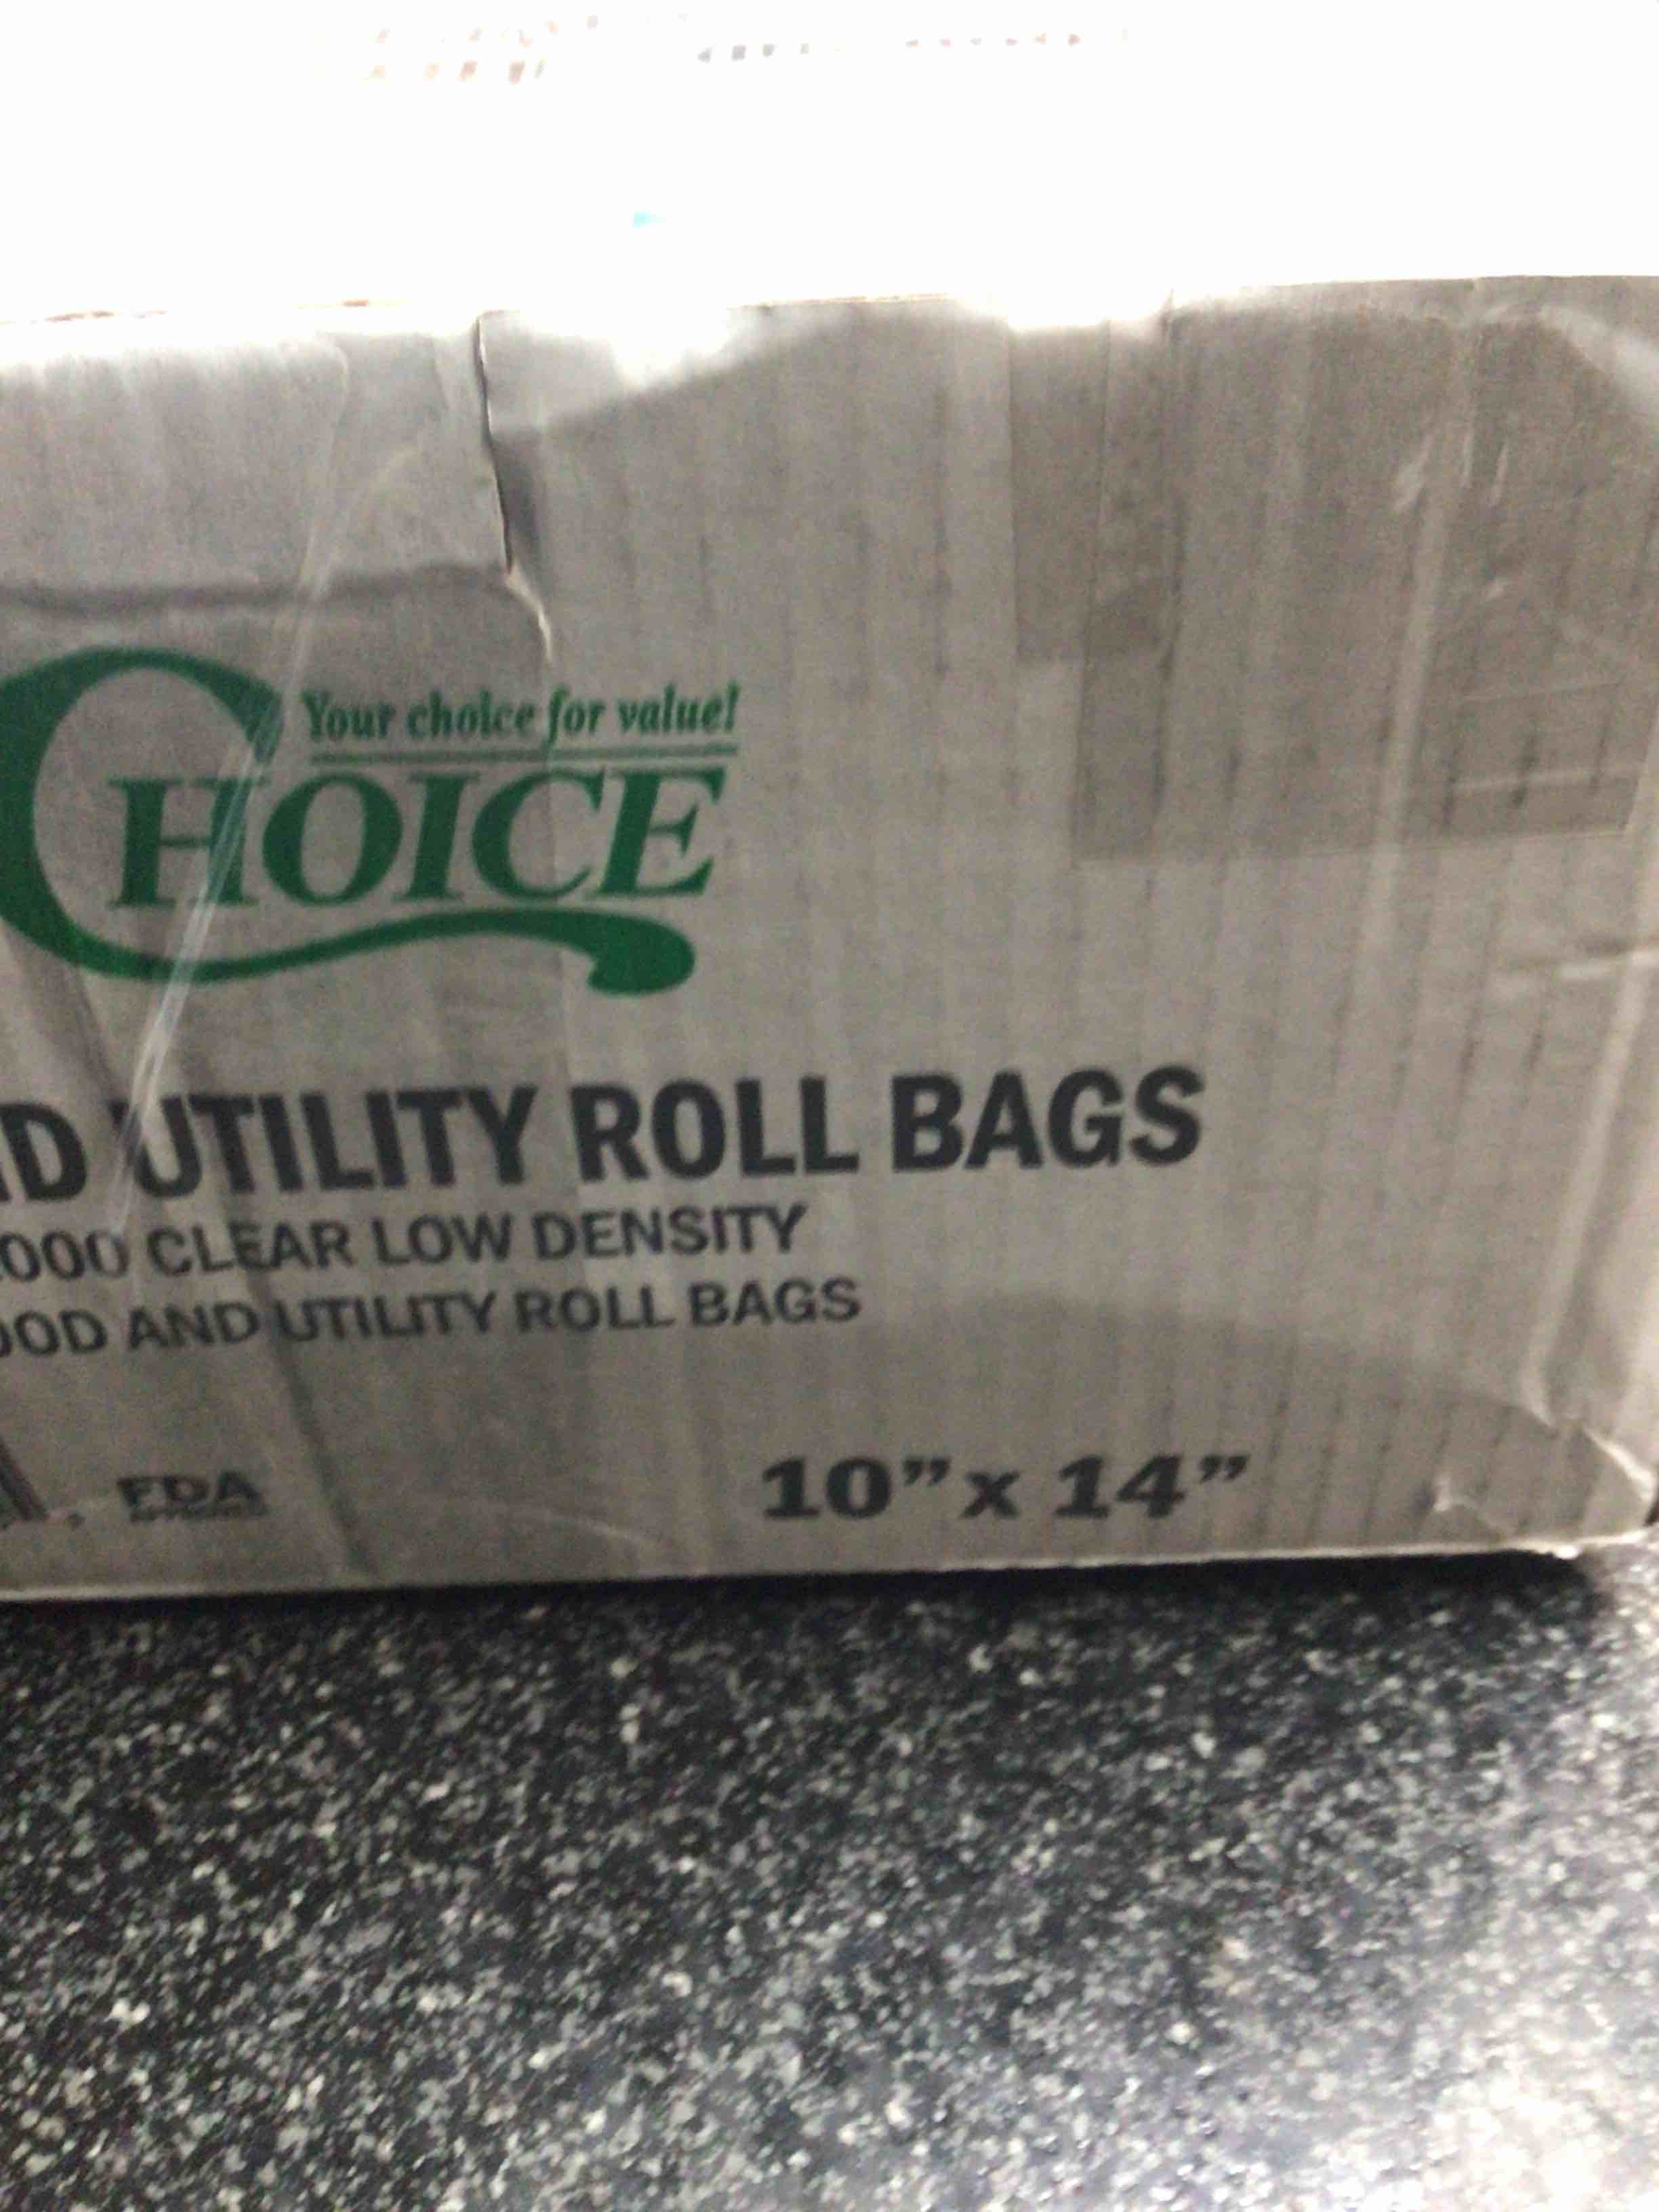 Your choice for value!
CHOICE
D UTILITY ROLL BAGS
000 CLEAR LOW DENSITY
OOD AND UTILITY ROLL BAGS
FDA
10” x 14”